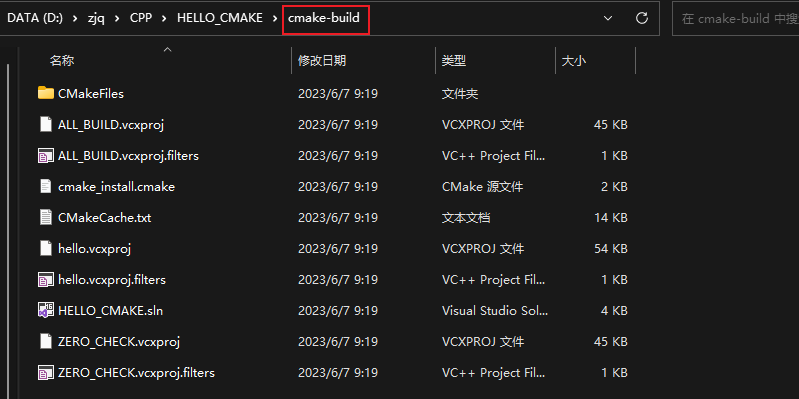 DATA (D:) > zjq > CPP > HELLO_CMAKE > cmake-build 在 cmake-build 中搜
名称 修改日期 类型 大小
CMakeFiles 2023/6/7 9:19 文件夹
ALL_BUILD.vcxproj 2023/6/7 9:19 VCXPROJ 文件 45 KB
ALL_BUILD.vcxproj.filters 2023/6/7 9:19 VC++ Project Fil... 1 KB
cmake_install.cmake 2023/6/7 9:19 CMake 源文件 2 KB
CMakeCache.txt 2023/6/7 9:19 文本文档 14 KB
hello.vcxproj 2023/6/7 9:19 VCXPROJ 文件 54 KB
hello.vcxproj.filters 2023/6/7 9:19 VC++ Project Fil... 1 KB
HELLO_CMAKE.sln 2023/6/7 9:19 Visual Studio Sol... 4 KB
ZERO_CHECK.vcxproj 2023/6/7 9:19 VCXPROJ 文件 45 KB
ZERO_CHECK.vcxproj.filters 2023/6/7 9:19 VC++ Project Fil... 1 KB